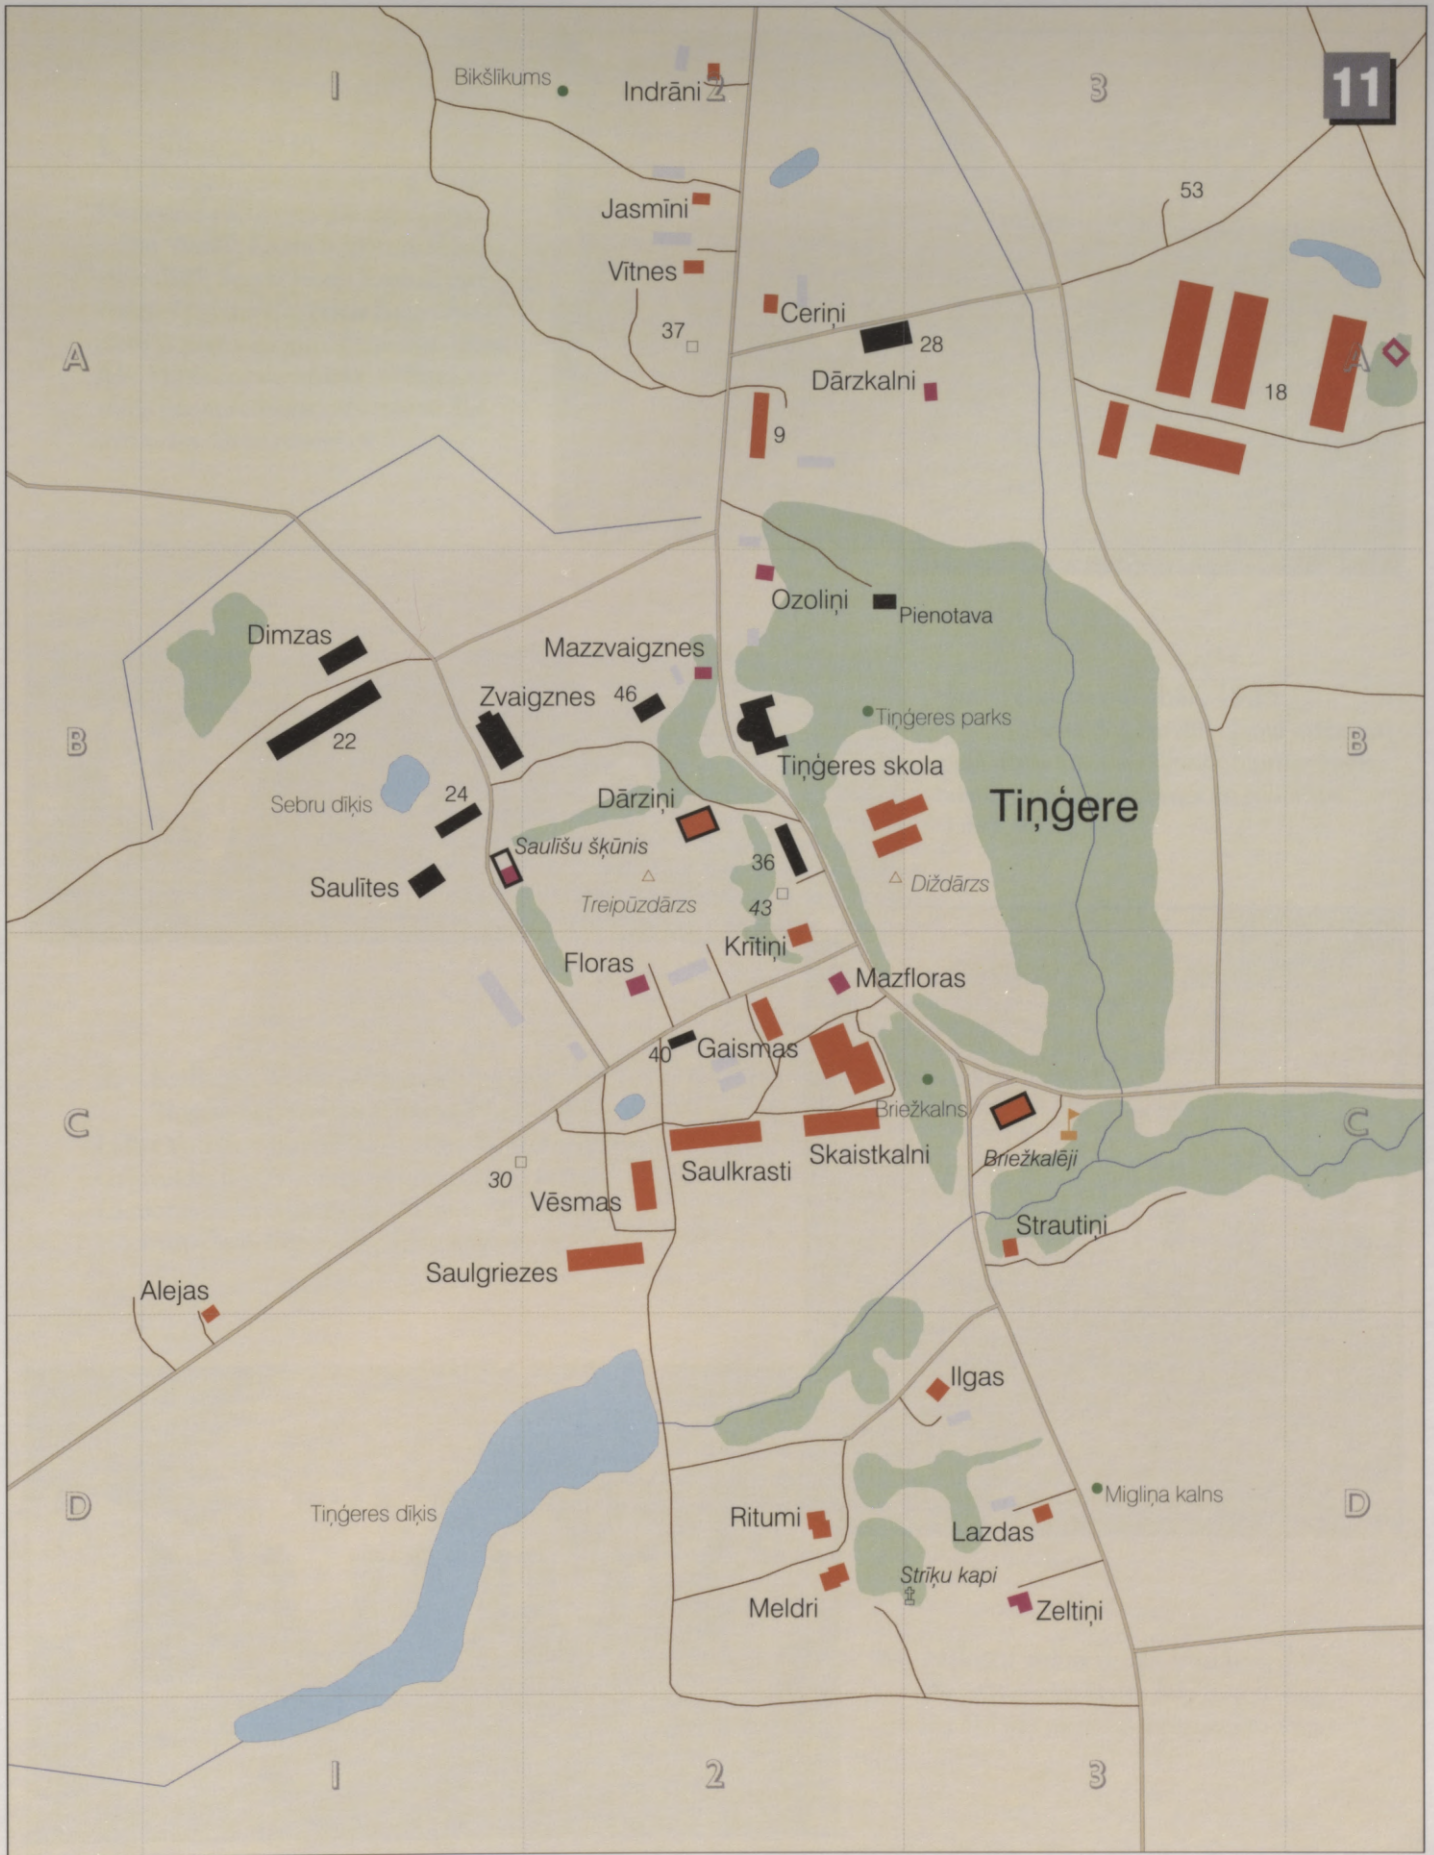 1
2
3
11
Bikšlīkums
Indrāni
53
Jasmīni
Vītnes
Ceriņi
37
28
A
A
Dārzkalni
18
9
Ozoliņi
Pienotava
Dimzas
Mazzvaigznes
Zvaigznes
46
Tiņģeres parks
B
22
B
Tiņģeres skola
Sebru dīķis
24
Dārziņi
Tiņģere
Saulīšu šķūnis
36
Saulītes
Treipūzdārzs
43
Diždārzs
Krītiņi
Floras
Mazfloras
40
Gaismas
Briežkalns
C
C
Skaistkalni
Briežkalēji
30
Saulkrasti
Vēsmas
Strautiņi
Saulgriezes
Alejas
Ilgas
D
Migliņa kalns
D
Tiņģeres dīķis
Ritumi
Lazdas
Strīķu kapi
Meldri
Zeltiņi
1
2
3